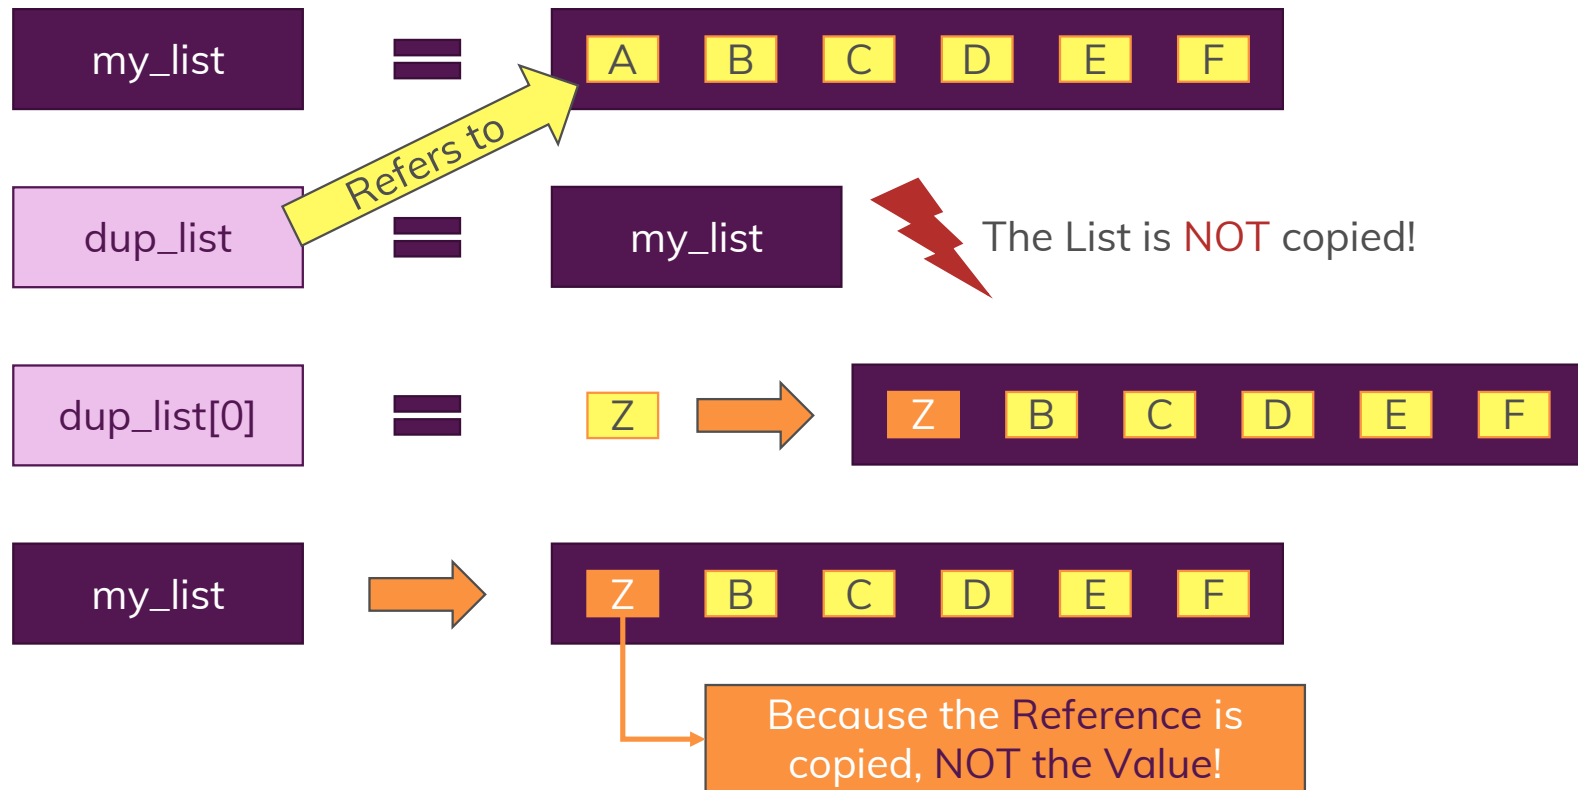 my_list = A B C D E F
Refers to
dup_list = my_list The List is NOT copied!
dup_list[0] = Z Z B C D E F
my_list Z B C D E F
Because the Reference is
copied, NOT the Value!